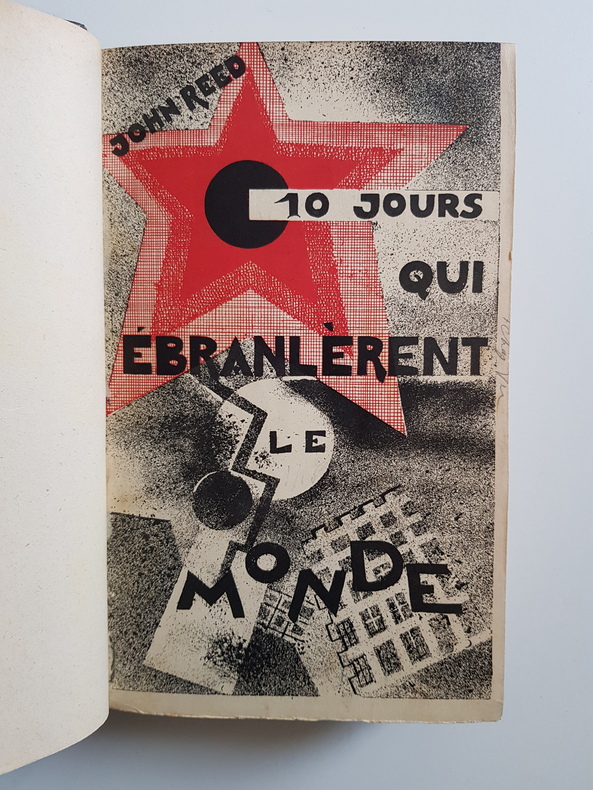 JOHN REED
10 JOURS
QUI
ÉBRANLÈRENT
LE
MONDE